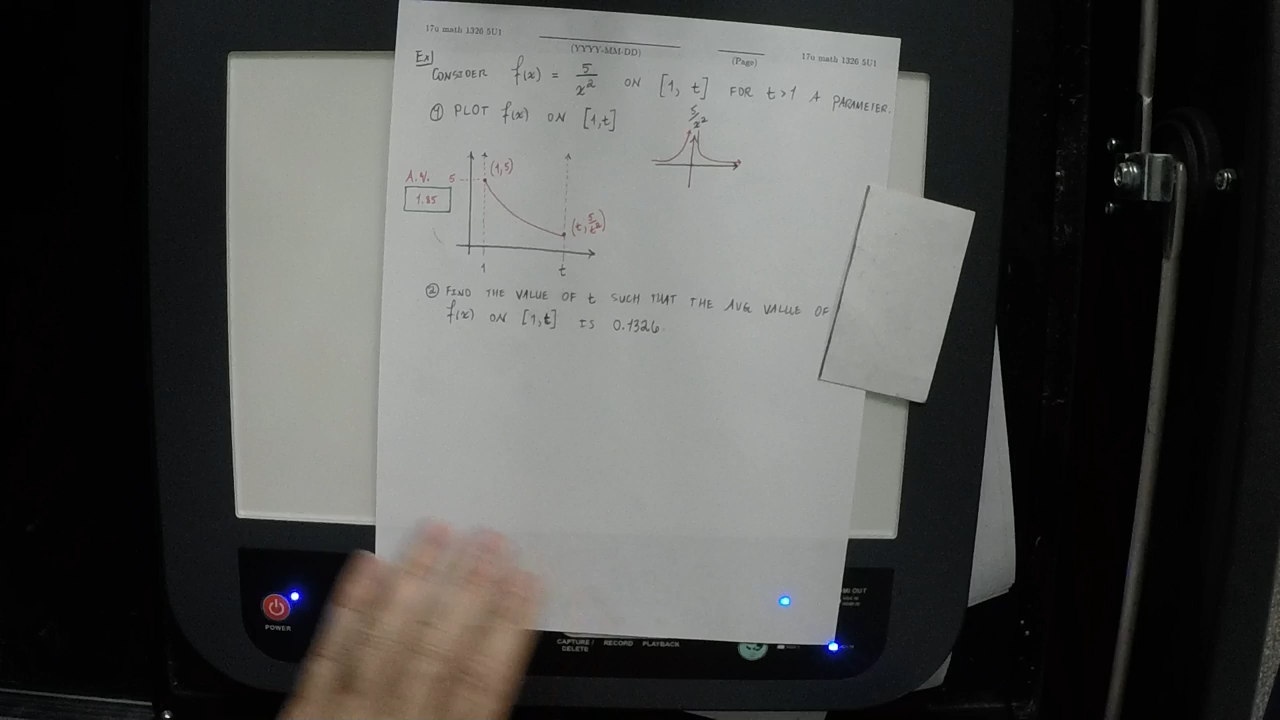 17u math 1326 5U1
(YYYY-MM-DD)
(Page)
17u math 1326 5U1
Ex)
CONSIDER f(x) = 5/x² ON [1, t] FOR t>1 A PARAMETER.
① PLOT f(x) ON [1,t]
5/x²
A.V. 5 (1,5)
1.85
(t, 5/t²)
1 t
② FIND THE VALUE OF t SUCH THAT THE AVG VALUE OF
f(x) ON [1,t] IS 0.1326.
POWER
CAPTURE / DELETE
RECORD
PLAYBACK